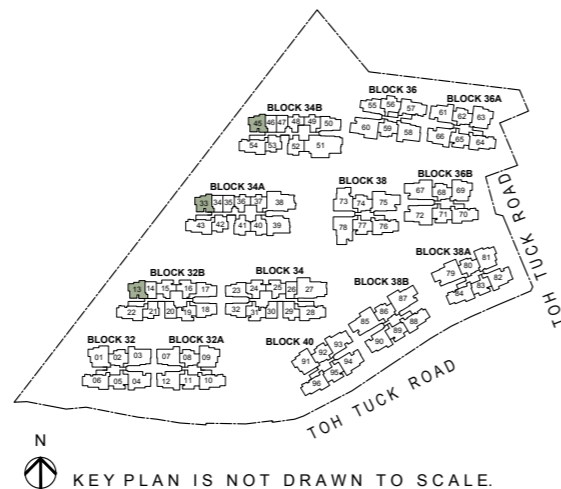 BLOCK 36
55 56 57
60 59 58
BLOCK 36A
61 62 63
66 65 64
BLOCK 34B
45 46 47 48 49 50
54 53 52 51
BLOCK 36B
67 68 69
72 71 70
BLOCK 38
73 74 75
78 77 76
BLOCK 34A
33 34 35 36 37 38
43 42 41 40 39
TOH TUCK ROAD
BLOCK 38A
79 80 81
84 83 82
BLOCK 32B
13 14 15 16 17
22 21 20 19 18
BLOCK 34
23 24 25 26 27
32 31 30 29 28
BLOCK 38B
85 86 87
90 89 88
BLOCK 32
01 02 03
06 05 04
BLOCK 32A
07 08 09
12 11 10
BLOCK 40
91 92 93
96 95 94
TOH TUCK ROAD
N
KEY PLAN IS NOT DRAWN TO SCALE.